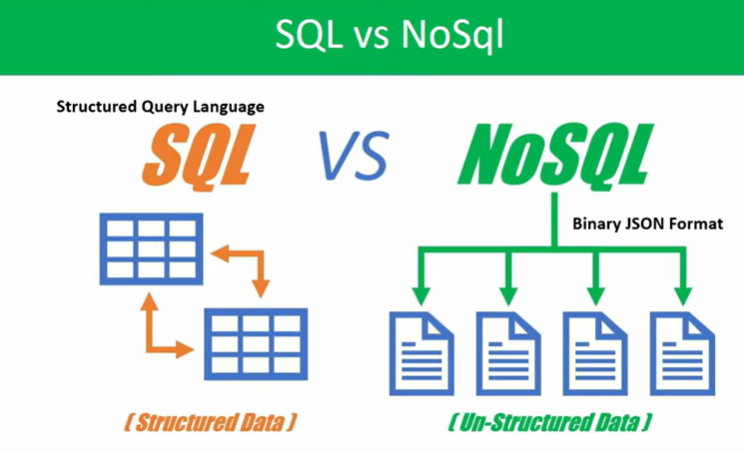 SQL vs NoSql
Structured Query Language
SQL VS NoSQL
Binary JSON Format
( Structured Data )
( Un-Structured Data )